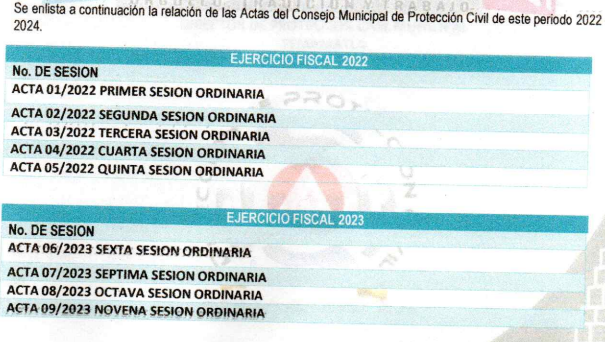 Se enlista a continuación la relación de las Actas del Consejo Municipal de Protección Civil de este periodo 2022
2024.
EJERCICIO FISCAL 2022
No. DE SESION
ACTA 01/2022 PRIMER SESION ORDINARIA
ACTA 02/2022 SEGUNDA SESION ORDINARIA
ACTA 03/2022 TERCERA SESION ORDINARIA
ACTA 04/2022 CUARTA SESION ORDINARIA
ACTA 05/2022 QUINTA SESION ORDINARIA
EJERCICIO FISCAL 2023
No. DE SESION
ACTA 06/2023 SEXTA SESION ORDINARIA
ACTA 07/2023 SEPTIMA SESION ORDINARIA
ACTA 08/2023 OCTAVA SESION ORDINARIA
ACTA 09/2023 NOVENA SESION ORDINARIA